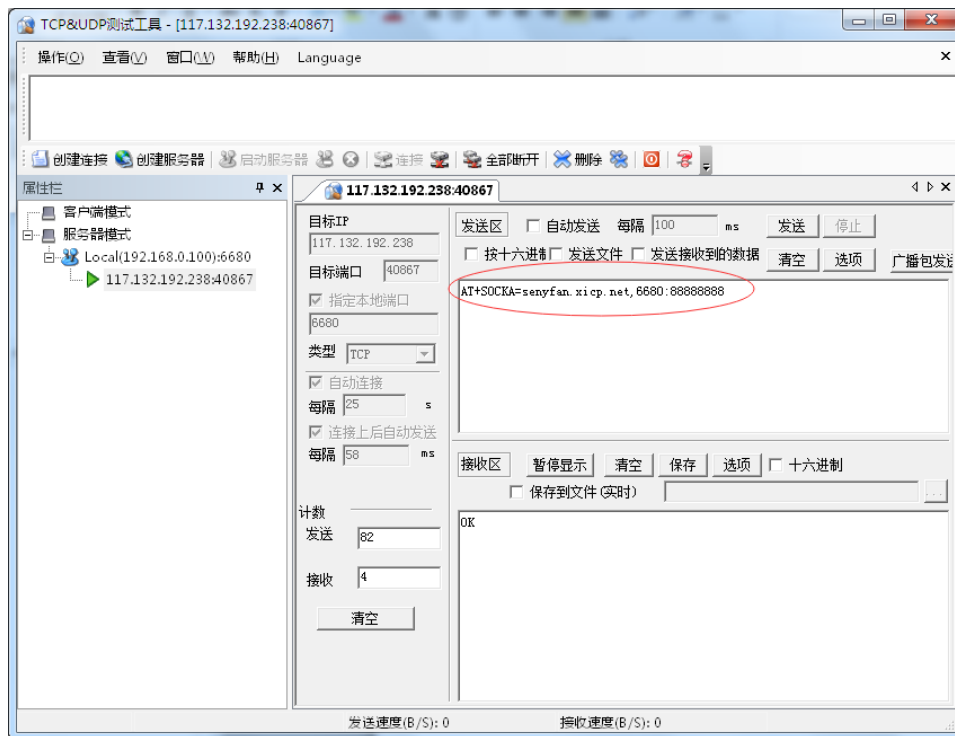 TCP&UDP测试工具 - [117.132.192.238:40867]
操作(O) 查看(V) 窗口(W) 帮助(H) Language
创建连接 创建服务器 启动服务器 连接 全部断开 删除
属性栏
客户端模式
服务器模式
Local(192.168.0.100):6680
117.132.192.238:40867
117.132.192.238:40867
目标IP
117.132.192.238
目标端口 40867
指定本地端口
6680
类型 TCP
自动连接
每隔 25 s
连接上后自动发送
每隔 58 ms
计数
发送 82
接收 4
清空
发送区 自动发送 每隔 100 ms 发送 停止
按十六进制 发送文件 发送接收到的数据 清空 选项 广播包发送
AT+SOCKA=senyfan.xicp.net,6680:88888888
接收区 暂停显示 清空 保存 选项 十六进制
保存到文件(实时) ...
OK
发送速度(B/S): 0 接收速度(B/S): 0